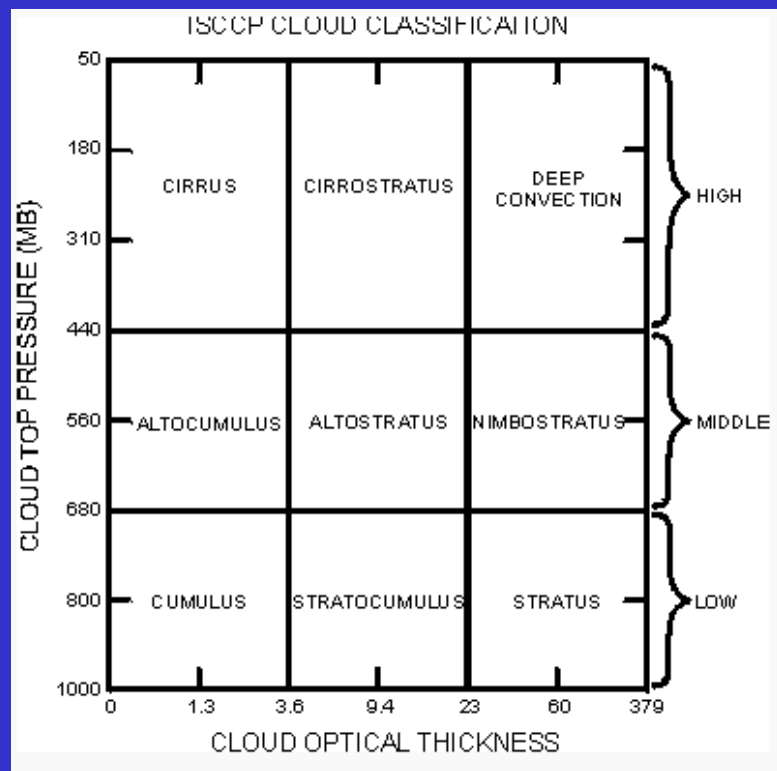 ISCCP CLOUD CLASSIFICAITON
50
180
CIRRUS
CIRROSTRATUS
DEEP
CONVECTION
HIGH
310
440
CLOUD TOP PRESSURE (MB)
560
ALTOCUMULUS
ALTOSTRATUS
NIMBOSTRATUS
MIDDLE
680
800
CUMULUS
STRATOCUMULUS
STRATUS
LOW
1000
0
1.3
3.6
9.4
23
60
379
CLOUD OPTICAL THICKNESS